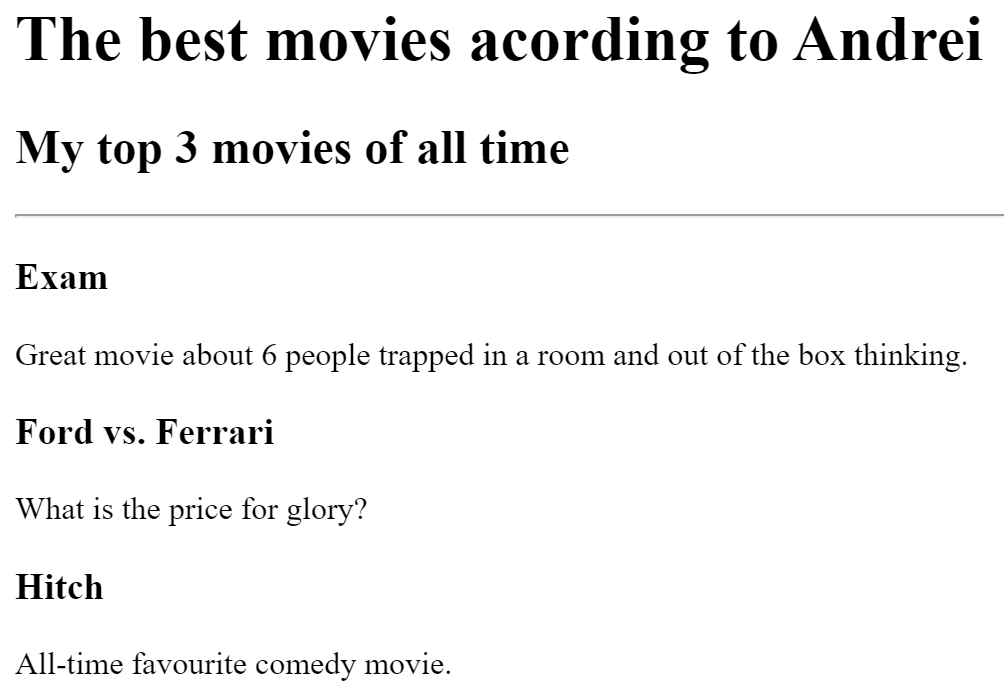 The best movies acording to Andrei
My top 3 movies of all time
Exam
Great movie about 6 people trapped in a room and out of the box thinking.
Ford vs. Ferrari
What is the price for glory?
Hitch
All-time favourite comedy movie.